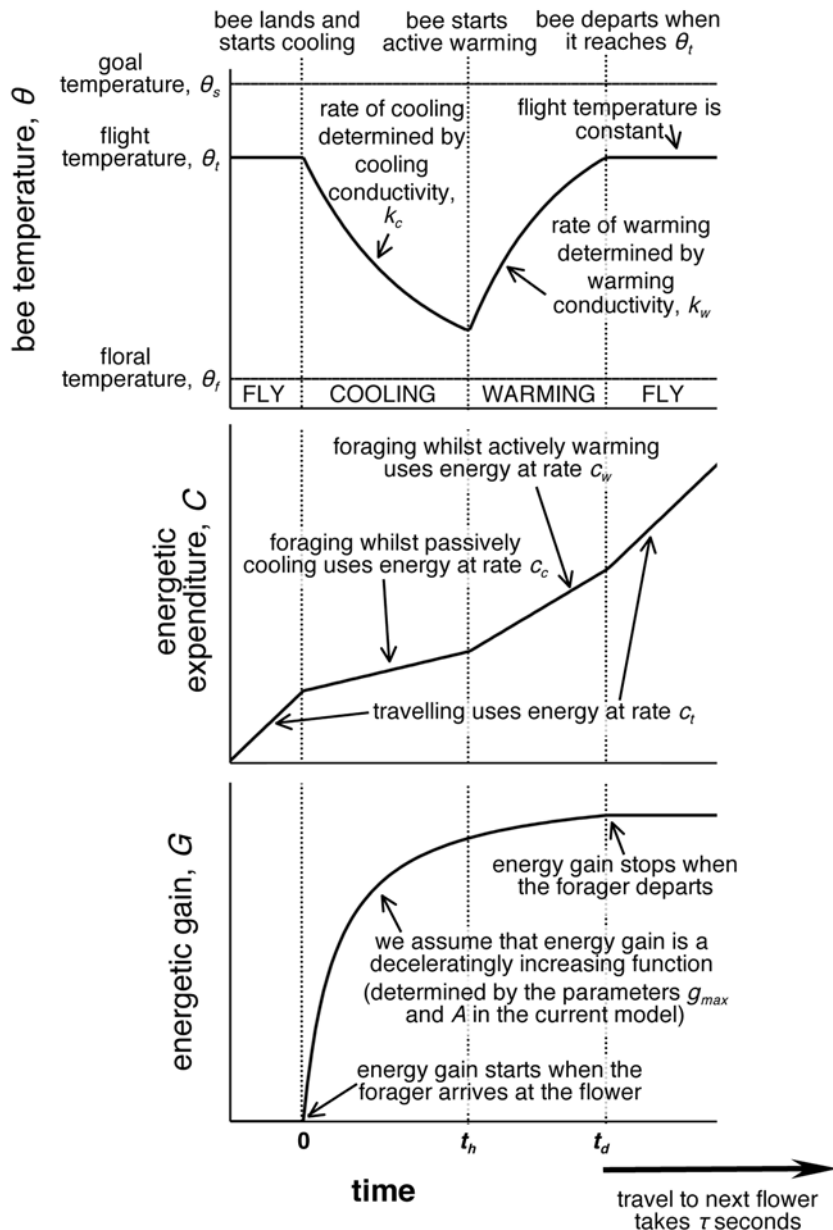 bee lands and
starts cooling
bee starts
active warming
bee departs when
it reaches θt
goal
temperature, θs
flight
temperature, θt
floral
temperature, θf
bee temperature, θ
rate of cooling
determined by
cooling
conductivity,
kc
flight temperature is
constant
rate of warming
determined by
warming
conductivity, kw
FLY
COOLING
WARMING
FLY
energetic
expenditure, C
foraging whilst actively warming
uses energy at rate cw
foraging whilst passively
cooling uses energy at rate cc
travelling uses energy at rate ct
energetic gain, G
energy gain stops when
the forager departs
we assume that energy gain is a
deceleratingly increasing function
(determined by the parameters gmax
and A in the current model)
energy gain starts when the
forager arrives at the flower
0
th
td
time
travel to next flower
takes τ seconds